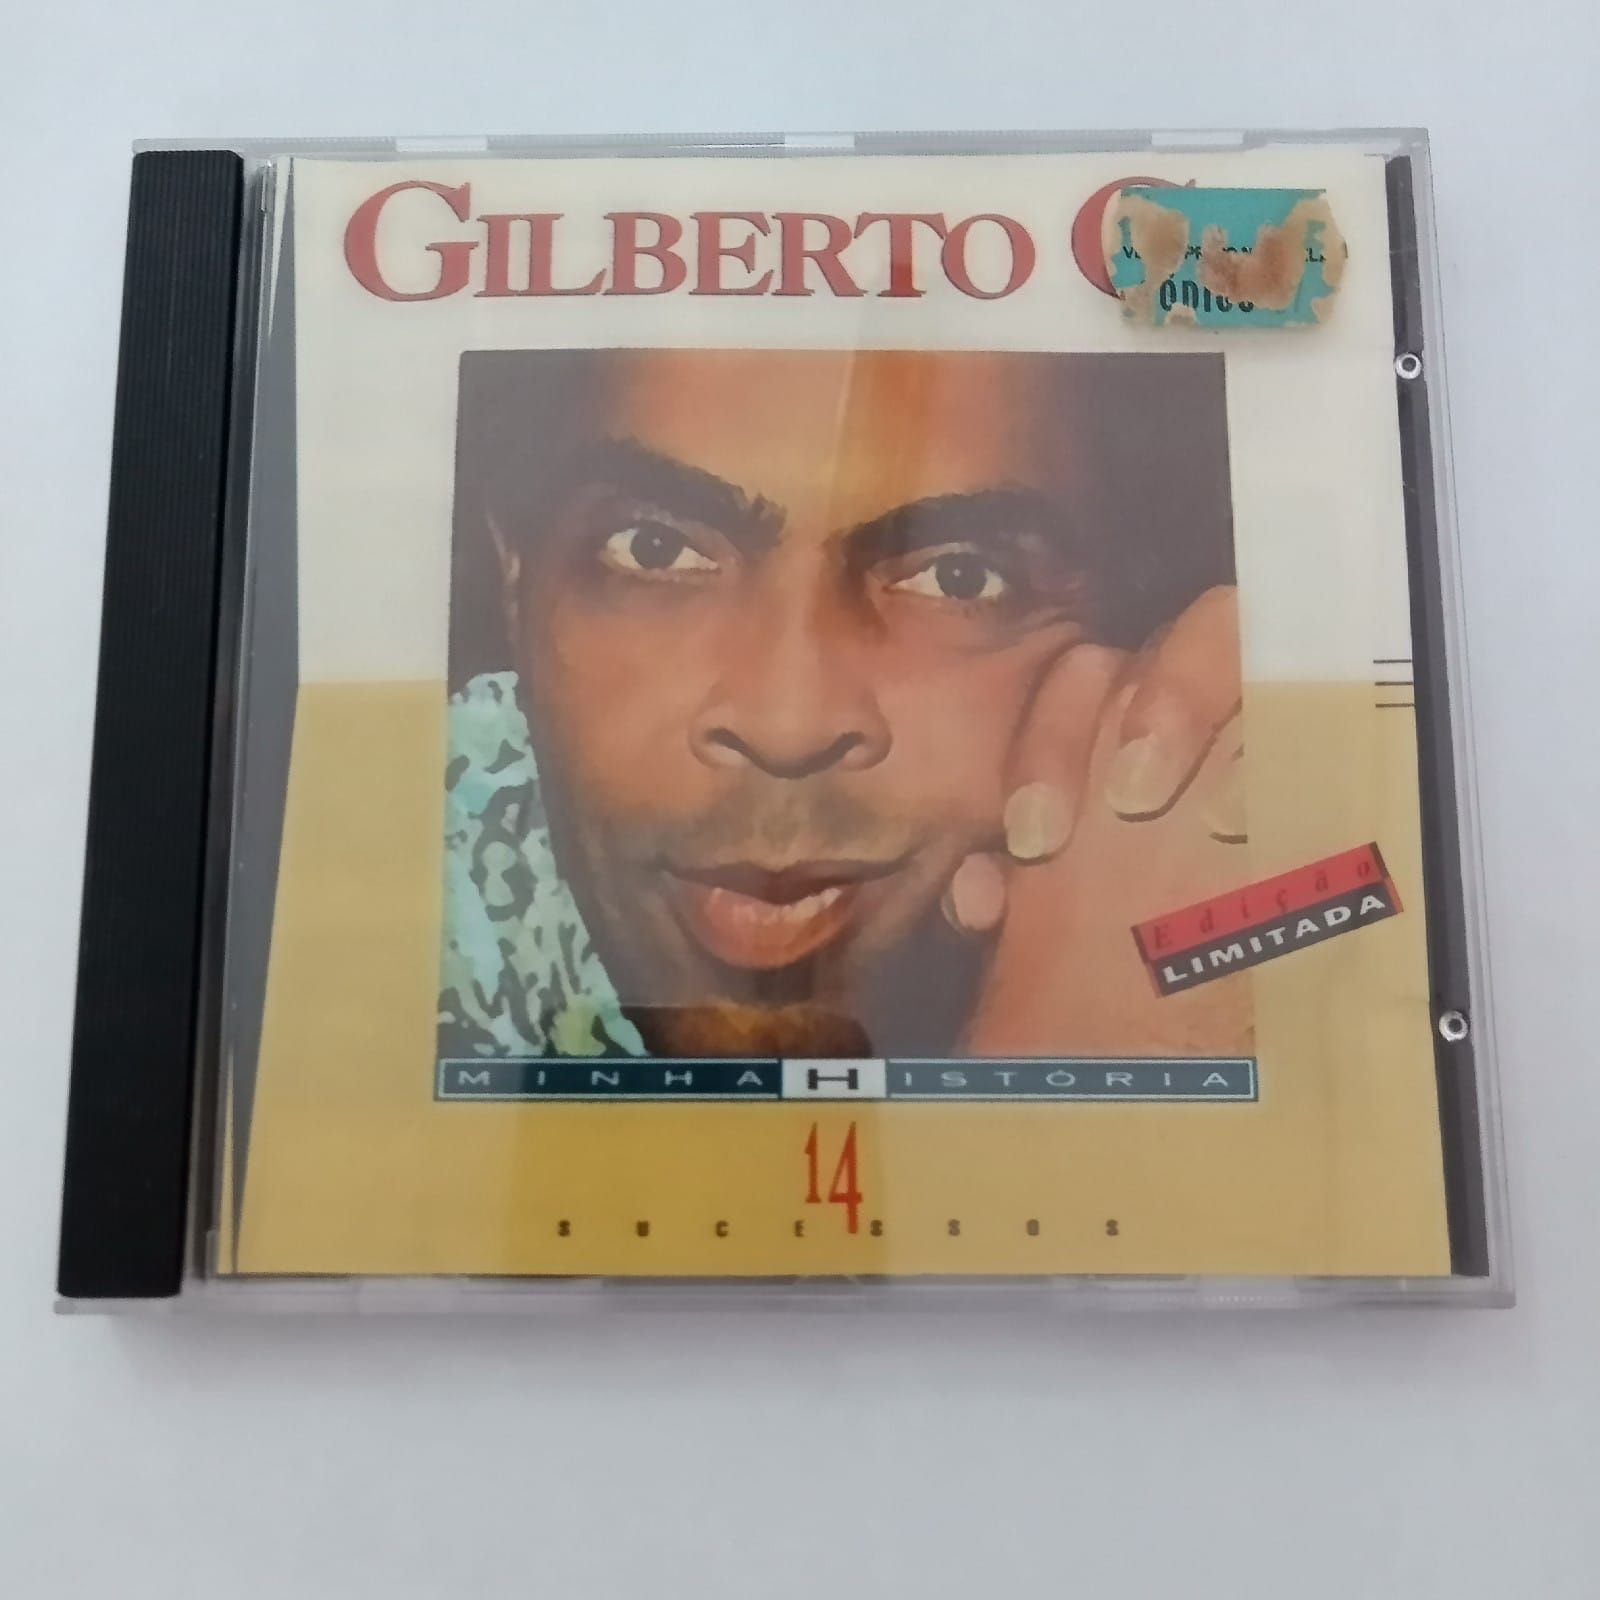 GILBERTO
Edição
LIMITADA
MINHA HISTÓRIA
14
SUCESSOS